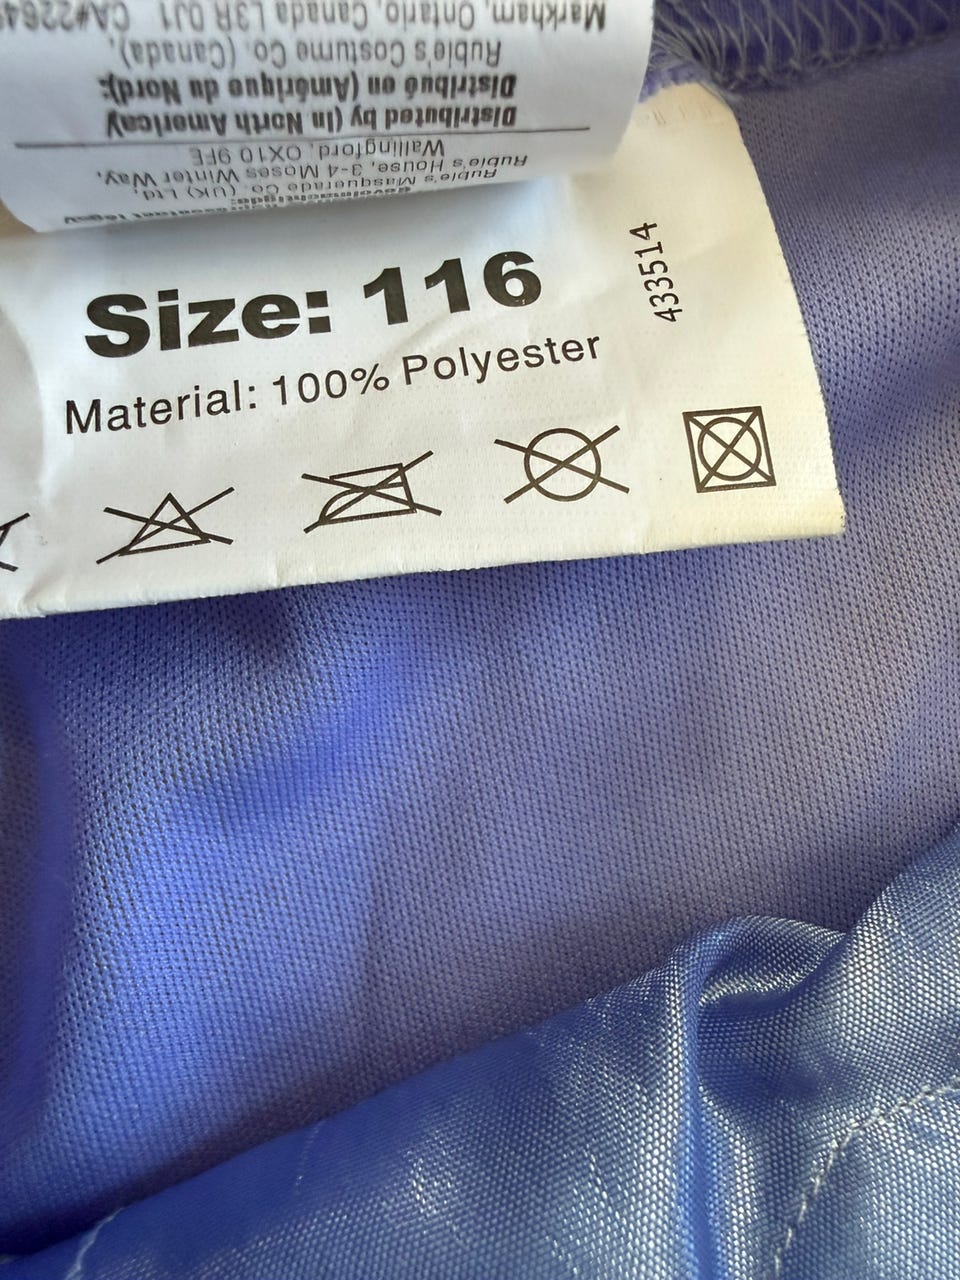 Rubie's Masquerade Co. (UK) Ltd,
Rubie's House, 3-4 Moses Winter Way,
Wallingford, OX10 9FE
Distributed by (in North America)/
Distribué en (Amérique du Nord):
Rubie's Costume Co. (Canada),
Markham, Ontario, Canada L3R 0J1
Size: 116
Material: 100% Polyester
433514